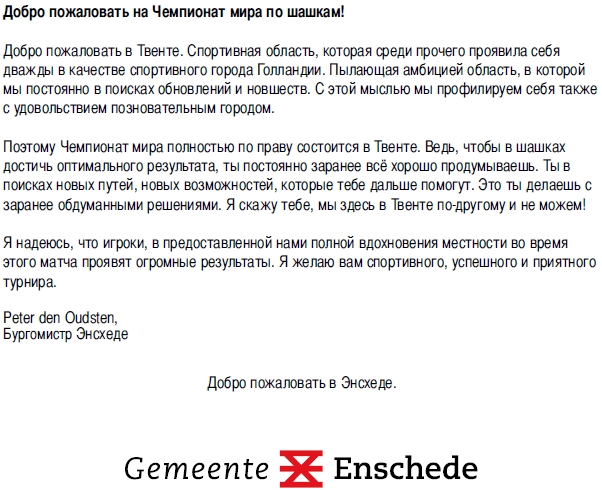 Добро пожаловать на Чемпионат мира по шашкам!
Добро пожаловать в Твенте. Спортивная область, которая среди прочего проявила себя
дважды в качестве спортивного города Голландии. Пылающая амбицией область, в которой
мы постоянно в поисках обновлений и новшеств. С этой мыслью мы профилируем себя также
с удовольствием позновательным городом.
Поэтому Чемпионат мира полностью по праву состоится в Твенте. Ведь, чтобы в шашках
достичь оптимального результата, ты постоянно заранее всё хорошо продумываешь. Ты в
поисках новых путей, новых возможностей, которые тебе дальше помогут. Это ты делаешь с
заранее обдуманными решениями. Я скажу тебе, мы здесь в Твенте по-другому и не можем!
Я надеюсь, что игроки, в предоставленной нами полной вдохновения местности во время
этого матча проявят огромные результаты. Я желаю вам спортивного, успешного и приятного
турнира.
Peter den Oudsten,
Бургомистр Энсхеде
Добро пожаловать в Энсхеде.
Gemeente Enschede